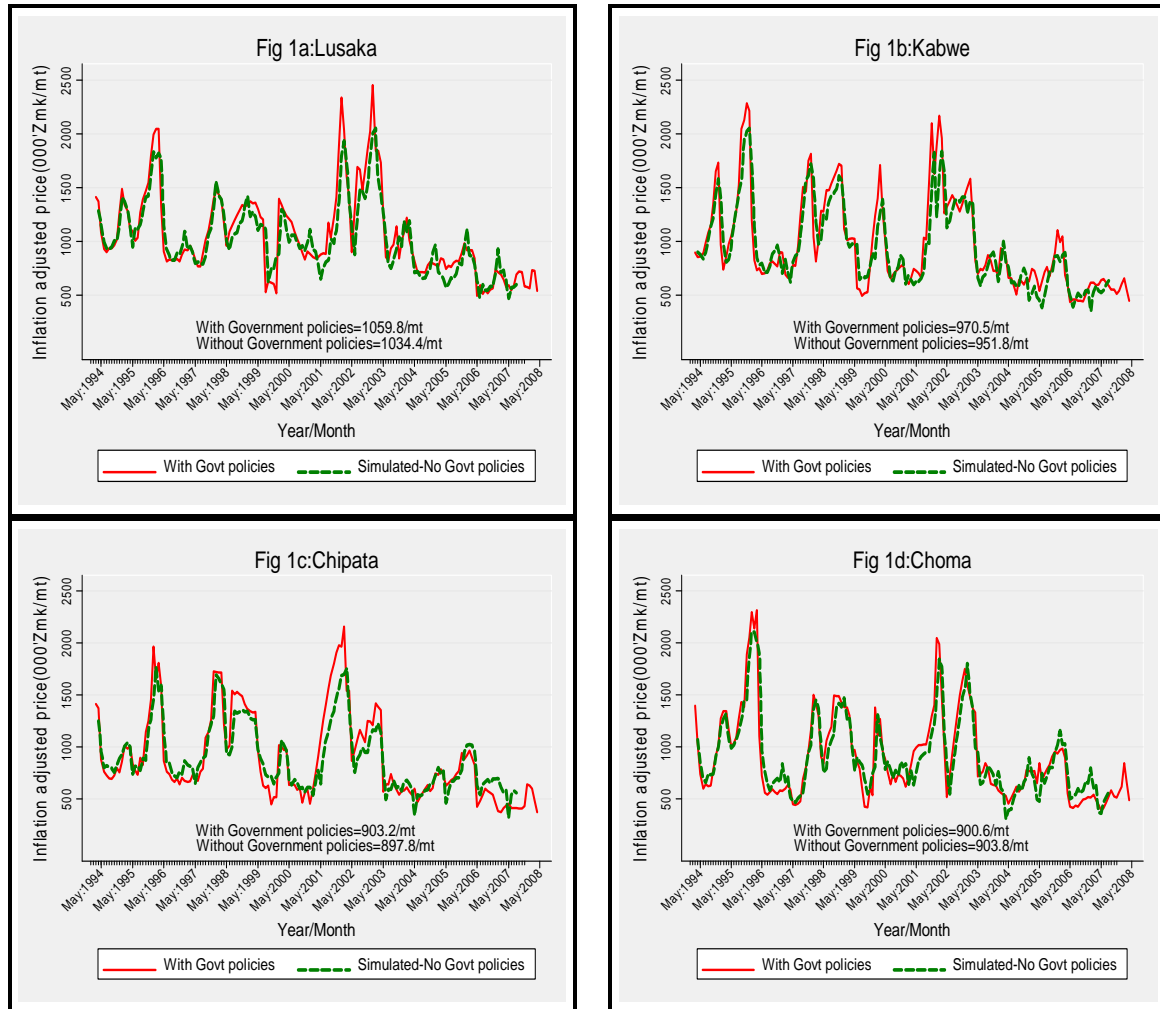 Fig 1a:Lusaka
Inflation adjusted price(000'Zmk/mt)
2500
2000
1500
1000
500
With Government policies=1059.8/mt
Without Government policies=1034.4/mt
May:1994
May:1995
May:1996
May:1997
May:1998
May:1999
May:2000
May:2001
May:2002
May:2003
May:2004
May:2005
May:2006
May:2007
May:2008
Year/Month
With Govt policies
Simulated-No Govt policies
Fig 1b:Kabwe
Inflation adjusted price(000'Zmk/mt)
2500
2000
1500
1000
500
With Government policies=970.5/mt
Without Government policies=951.8/mt
May:1994
May:1995
May:1996
May:1997
May:1998
May:1999
May:2000
May:2001
May:2002
May:2003
May:2004
May:2005
May:2006
May:2007
May:2008
Year/Month
With Govt policies
Simulated-No Govt policies
Fig 1c:Chipata
Inflation adjusted price(000'Zmk/mt)
2500
2000
1500
1000
500
With Government policies=903.2/mt
Without Government policies=897.8/mt
May:1994
May:1995
May:1996
May:1997
May:1998
May:1999
May:2000
May:2001
May:2002
May:2003
May:2004
May:2005
May:2006
May:2007
May:2008
Year/Month
With Govt policies
Simulated-No Govt policies
Fig 1d:Choma
Inflation adjusted price(000'Zmk/mt)
2500
2000
1500
1000
500
With Government policies=900.6/mt
Without Government policies=903.8/mt
May:1994
May:1995
May:1996
May:1997
May:1998
May:1999
May:2000
May:2001
May:2002
May:2003
May:2004
May:2005
May:2006
May:2007
May:2008
Year/Month
With Govt policies
Simulated-No Govt policies